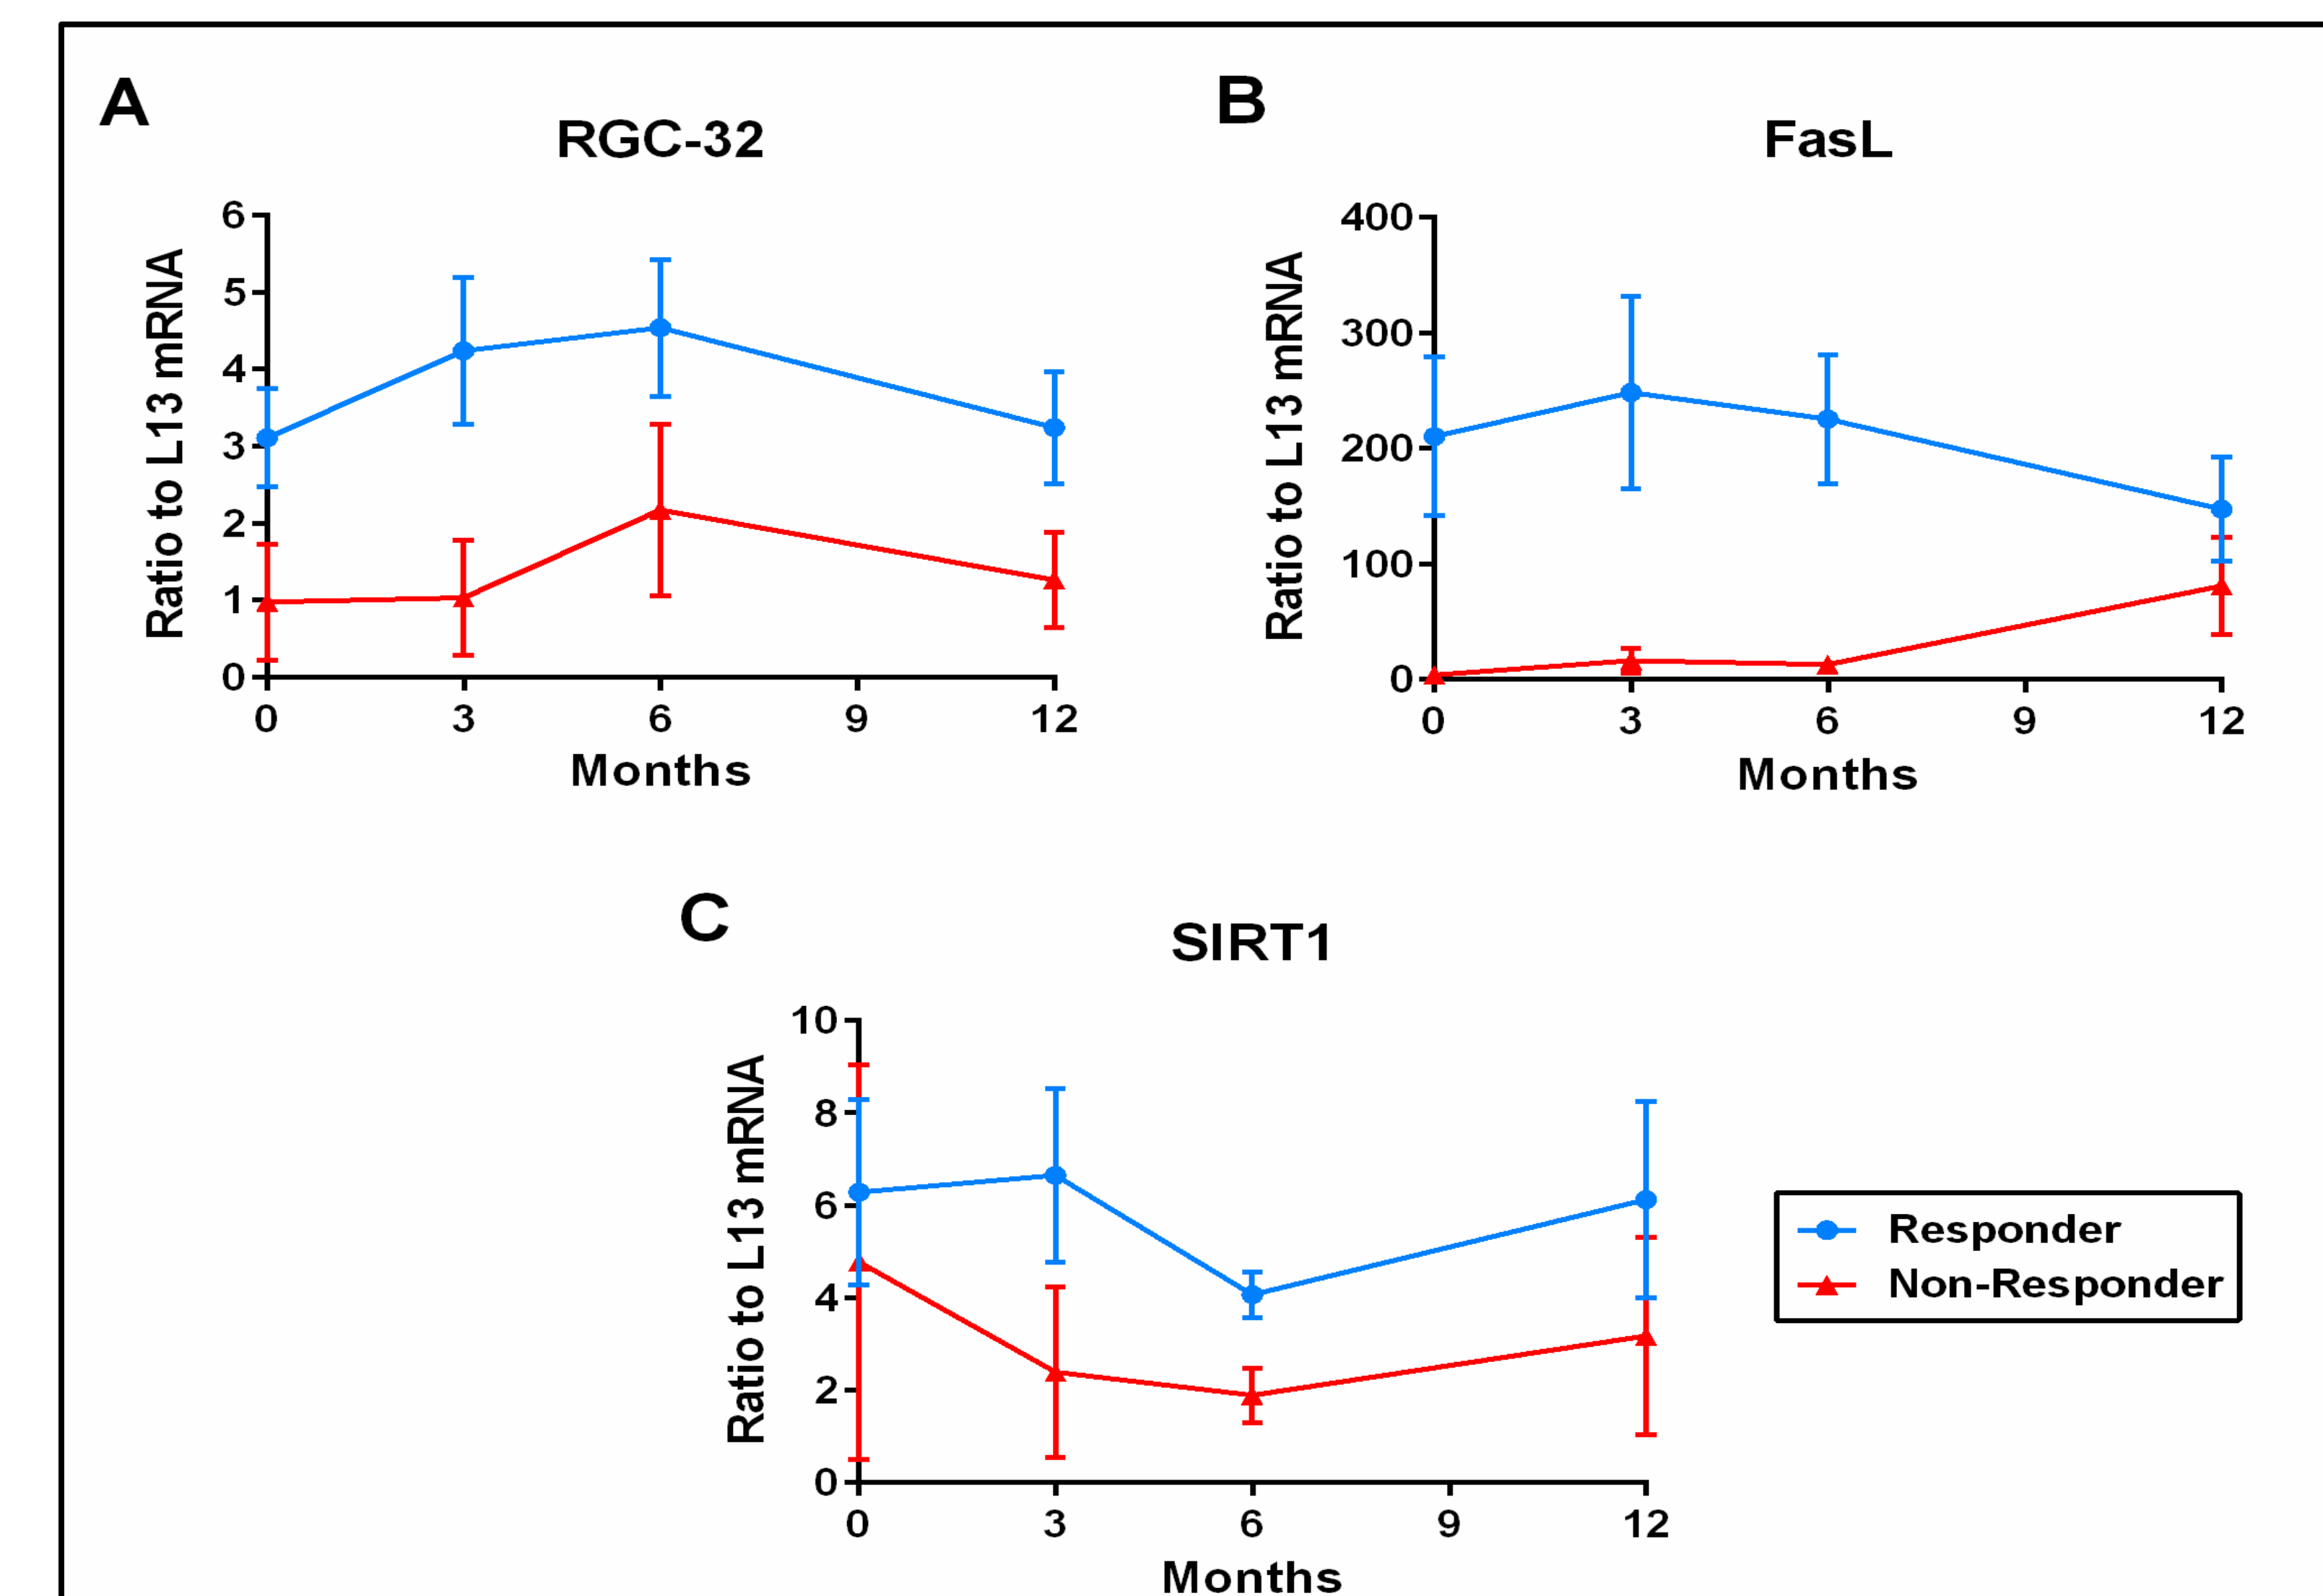 A
RGC-32
Ratio to L13 mRNA
6
5
4
3
2
1
0
0 3 6 9 12
Months
B
FasL
Ratio to L13 mRNA
400
300
200
100
0
0 3 6 9 12
Months
C
SIRT1
Ratio to L13 mRNA
10
8
6
4
2
0
0 3 6 9 12
Months
Responder
Non-Responder